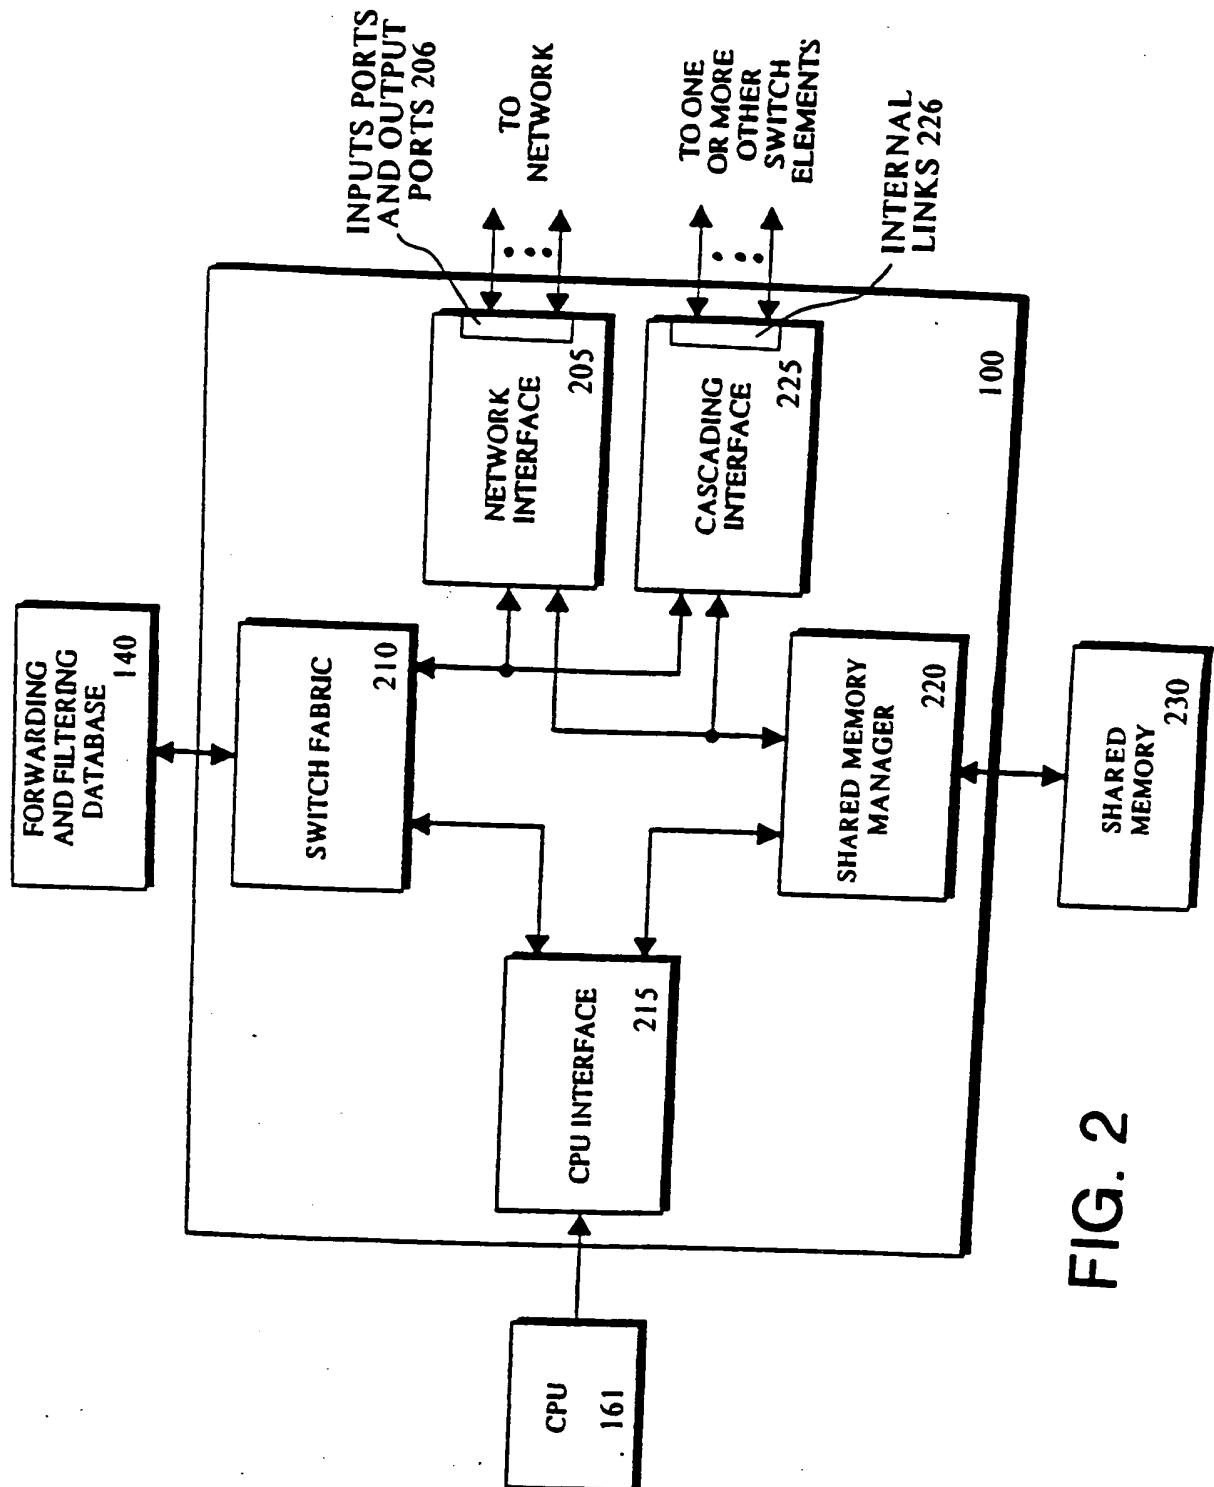 FORWARDING
AND FILTERING
DATABASE
140
SWITCH FABRIC
210
INPUTS PORTS
AND OUTPUT
PORTS 206
TO
NETWORK
NETWORK
INTERFACE
205
TO ONE
OR MORE
OTHER
SWITCH
ELEMENTS
CASCADING
INTERFACE
225
INTERNAL
LINKS 226
100
CPU
161
CPU INTERFACE
215
SHARED MEMORY
MANAGER
220
SHARED
MEMORY
230
FIG. 2